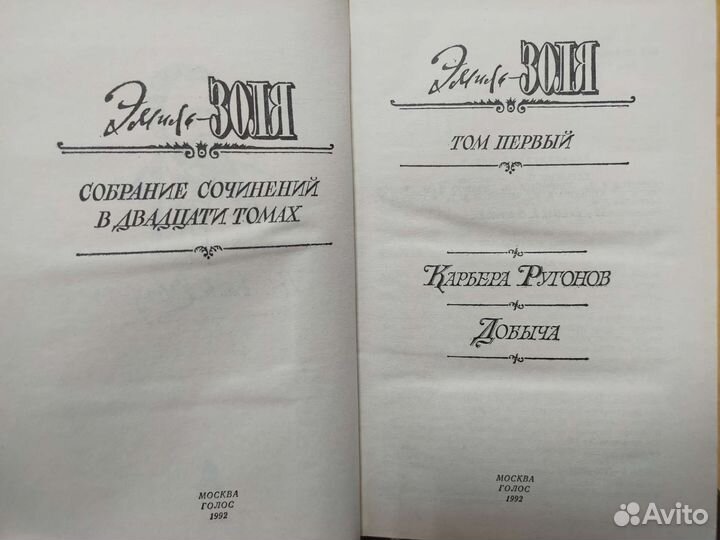 Эмиль ЗОЛЯ
СОБРАНИЕ СОЧИНЕНИЙ
В ДВАДЦАТИ ТОМАХ
МОСКВА
ГОЛОС
1992
Эмиль ЗОЛЯ
ТОМ ПЕРВЫЙ
КАРЬЕРА РУГОНОВ
ДОБЫЧА
МОСКВА
ГОЛОС
1992
Avito